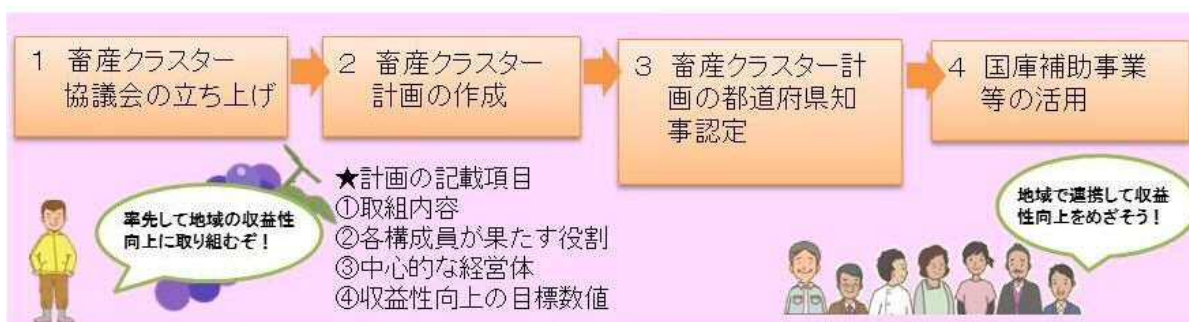 1 畜産クラスター
協議会の立ち上げ
2 畜産クラスター
計画の作成
3 畜産クラスター計
画の都道府県知
事認定
4 国庫補助事業
等の活用
★計画の記載項目
①取組内容
②各構成員が果たす役割
③中心的な経営体
④収益性向上の目標数値
率先して地域の収益性
向上に取り組むぞ!
地域で連携して収益
性向上をめざそう!